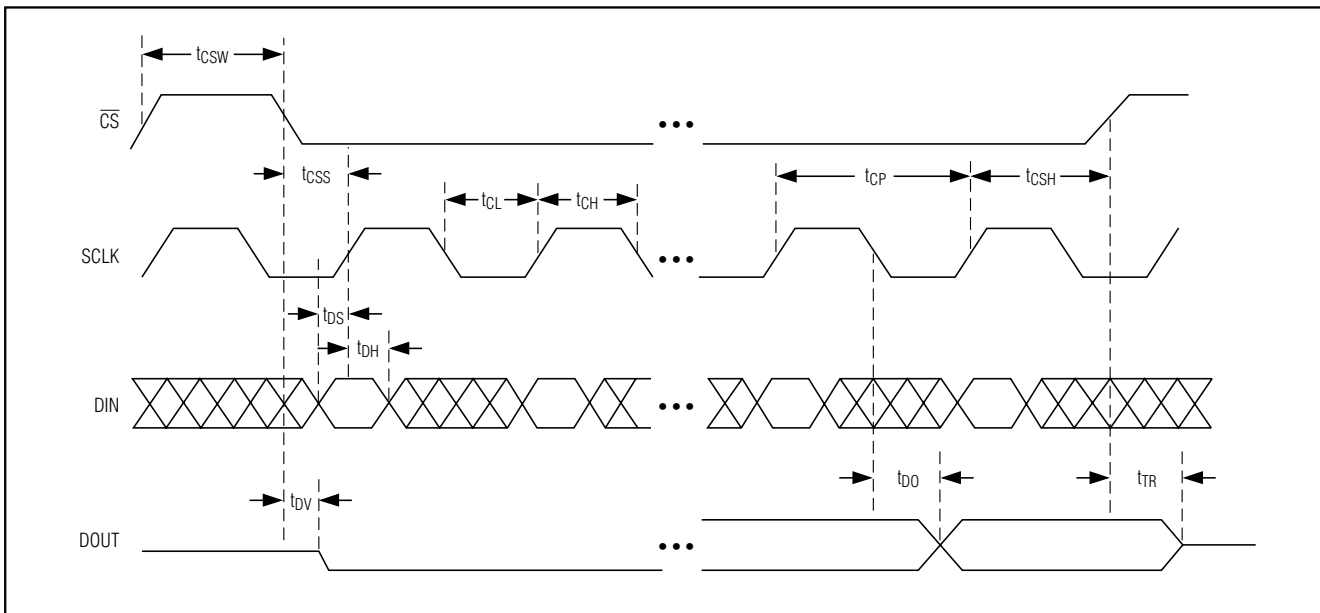 tCSW
CS
tCSS
tCL
tCH
tCP
tCSH
SCLK
•••
•••
tDS
tDH
DIN
•••
tDO
tTR
tDV
DOUT
•••